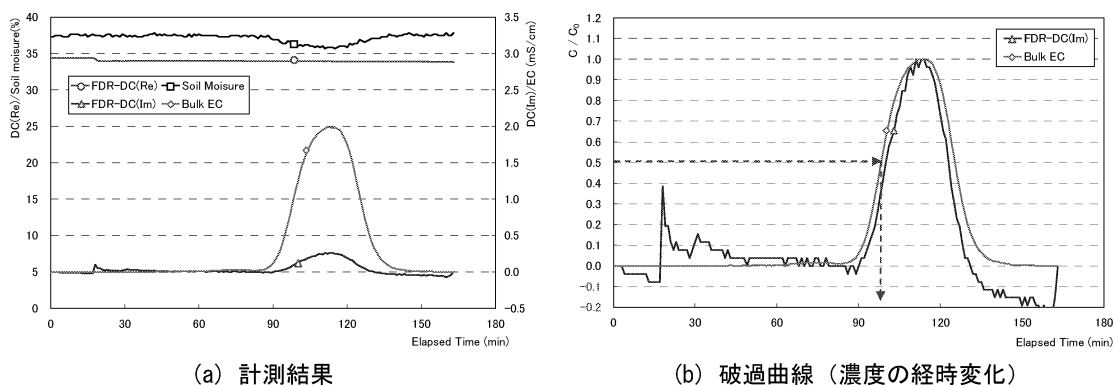 DC(Re)/Soil moisure(%)
40
35
30
25
20
15
10
5
0
3.5
3.0
2.5
2.0
1.5
1.0
0.5
0.0
−0.5
DC(Im)/EC (mS/cm)
FDR-DC(Re)
Soil Moisure
FDR-DC(Im)
Bulk EC
0 30 60 90 120 150 180
Elapsed Time (min)
(a) 計測結果
C / C0
1.2
1.1
1.0
0.9
0.8
0.7
0.6
0.5
0.4
0.3
0.2
0.1
0.0
−0.1
−0.2
FDR-DC(Im)
Bulk EC
0 30 60 90 120 150 180
Elapsed Time (min)
(b) 破過曲線（濃度の経時変化）